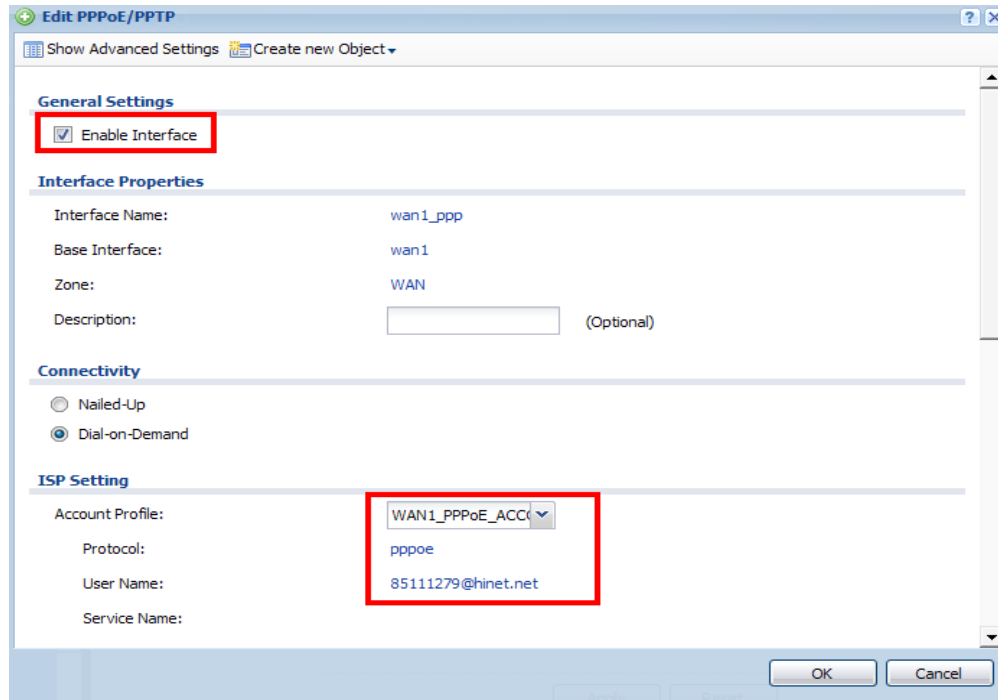 Edit PPPoE/PPTP
Show Advanced Settings Create new Object
General Settings
Enable Interface
Interface Properties
Interface Name: wan1_ppp
Base Interface: wan1
Zone: WAN
Description: (Optional)
Connectivity
Nailed-Up
Dial-on-Demand
ISP Setting
Account Profile: WAN1_PPPoE_ACC
Protocol: pppoe
User Name: 85111279@hinet.net
Service Name:
OK Cancel